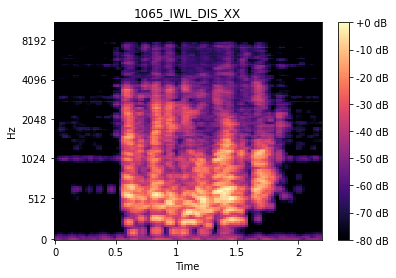 1065_IWL_DIS_XX
Hz
8192
4096
2048
1024
512
0
0
0.5
1
1.5
2
Time
+0 dB
-10 dB
-20 dB
-30 dB
-40 dB
-50 dB
-60 dB
-70 dB
-80 dB